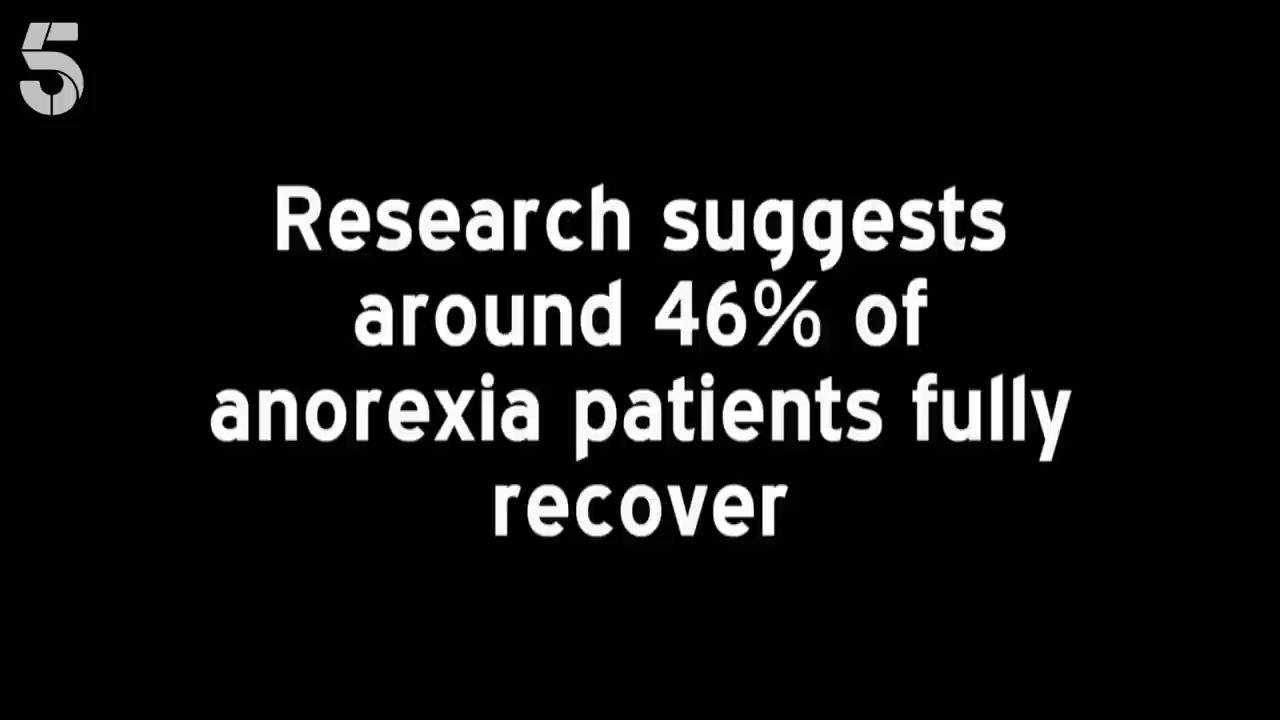 5
Research suggests
around 46% of
anorexia patients fully
recover